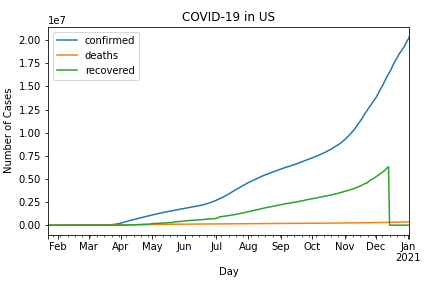 COVID-19 in US
1e7
confirmed
deaths
recovered
2.00
1.75
1.50
1.25
1.00
0.75
0.50
0.25
0.00
Number of Cases
Feb Mar Apr May Jun Jul Aug Sep Oct Nov Dec Jan
2021
Day